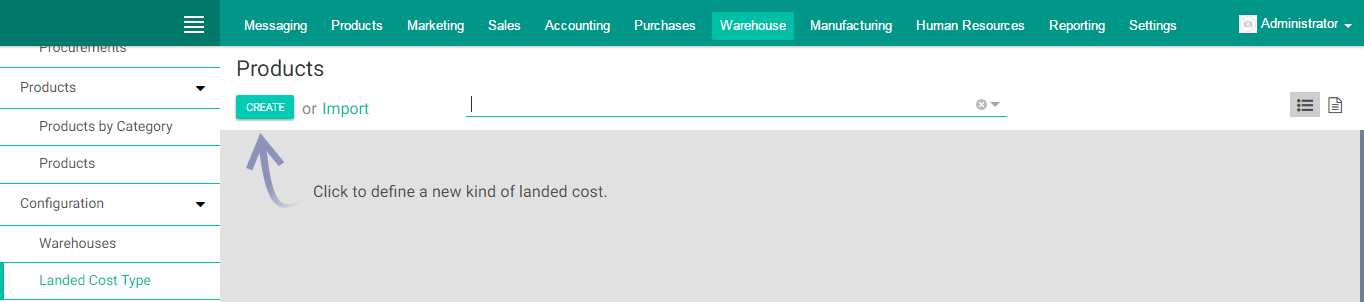 Messaging Products Marketing Sales Accounting Purchases Warehouse Manufacturing Human Resources Reporting Settings Administrator
Procurements
Products
Products by Category
Products
Configuration
Warehouses
Landed Cost Type
Products
CREATE or Import
Click to define a new kind of landed cost.